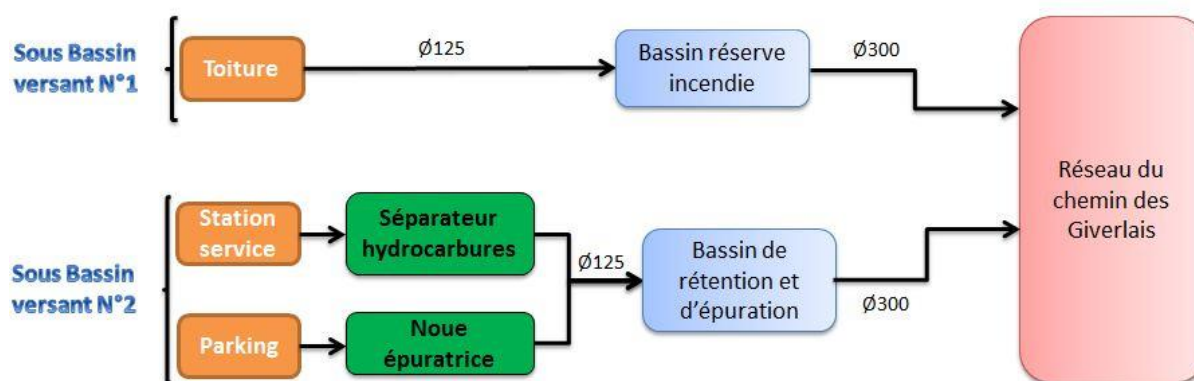 Sous Bassin
versant N°1
Toiture
Ø125
Bassin réserve
incendie
Ø300
Réseau du
chemin des
Giverlais
Sous Bassin
versant N°2
Station
service
Séparateur
hydrocarbures
Parking
Noue
épuratrice
Ø125
Bassin de
rétention et
d'épuration
Ø300